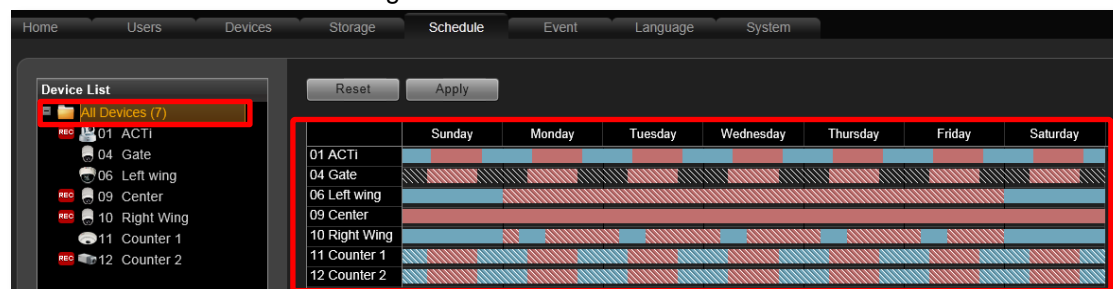 Home Users Devices Storage Schedule Event Language System
Device List
Reset Apply
All Devices (7)
REC 01 ACTi
04 Gate
06 Left wing
REC 09 Center
REC 10 Right Wing
11 Counter 1
REC 12 Counter 2
Sunday Monday Tuesday Wednesday Thursday Friday Saturday
01 ACTi
04 Gate
06 Left wing
09 Center
10 Right Wing
11 Counter 1
12 Counter 2